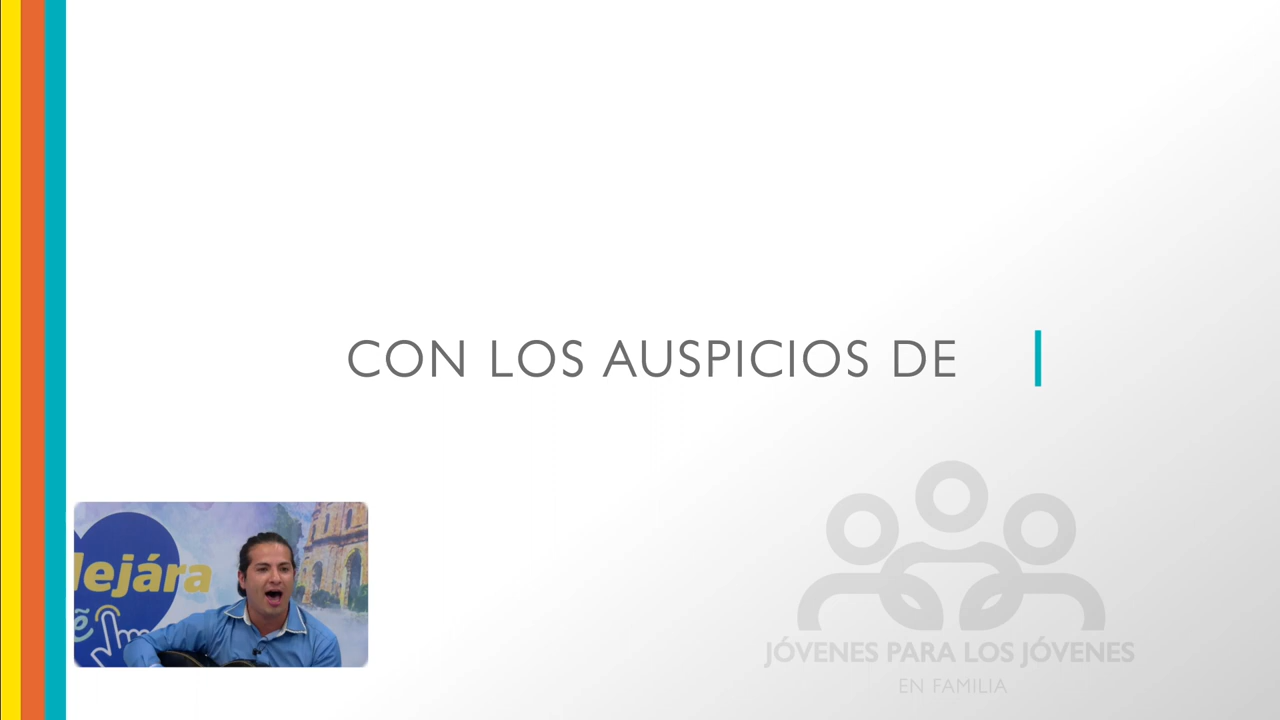 CON LOS AUSPICIOS DE
lejára
ẽ
JÓVENES PARA LOS JÓVENES
EN FAMILIA